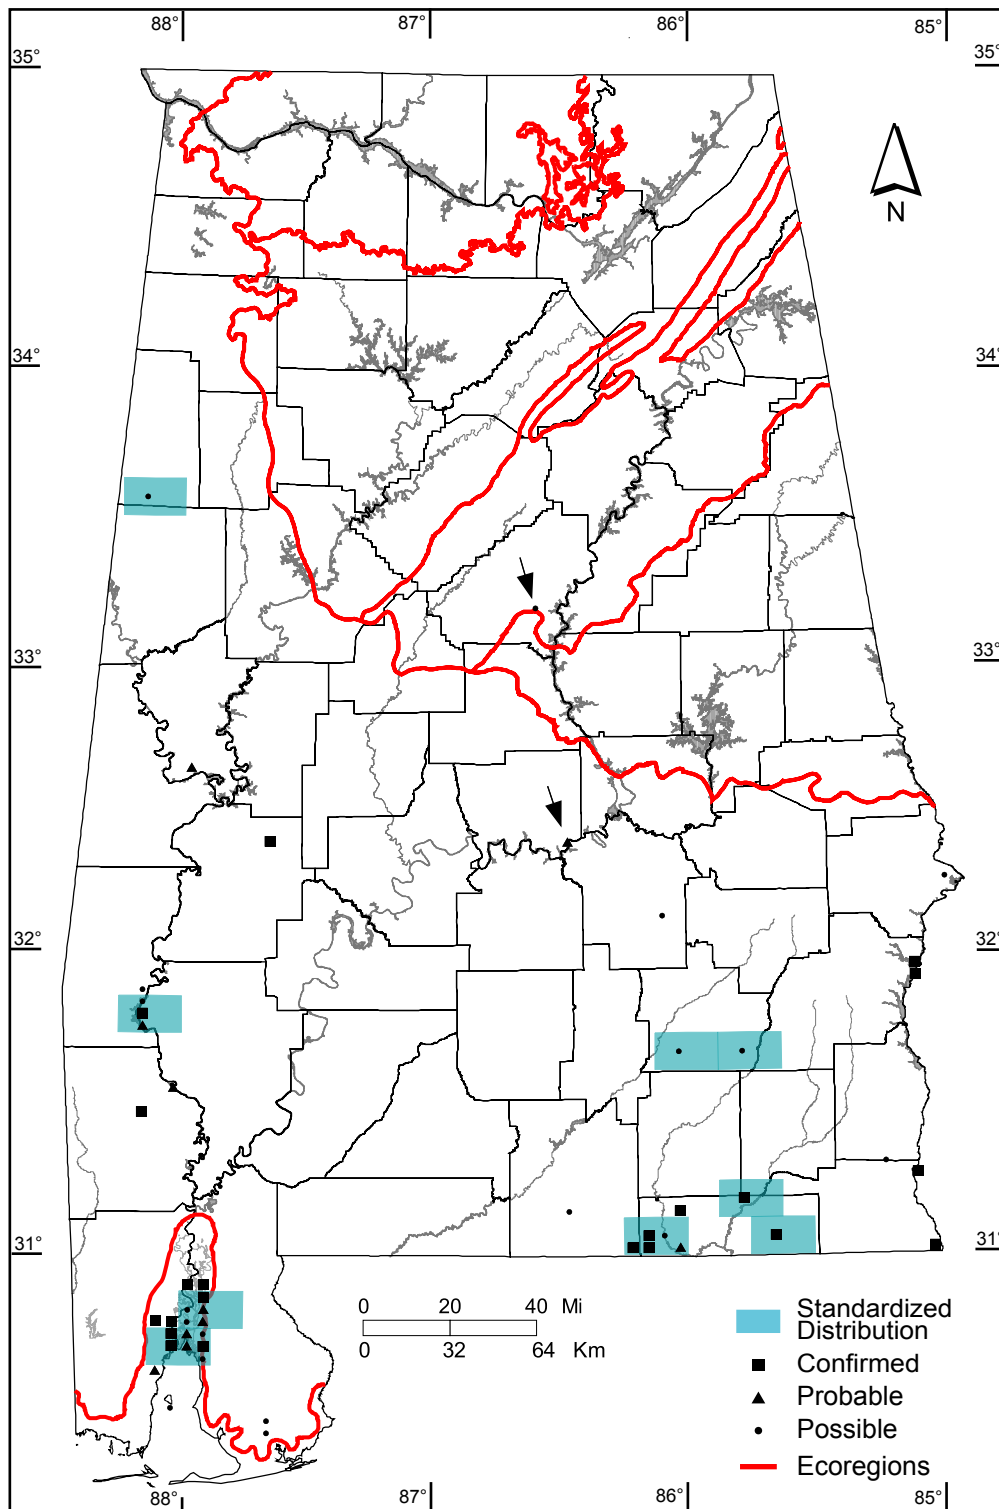 88° 87° 86° 85°
35° 35°
N
34° 34°
33° 33°
32° 32°
31° 31°
0 20 40 Mi
0 32 64 Km
Standardized
Distribution
Confirmed
Probable
Possible
Ecoregions
88° 87° 86° 85°